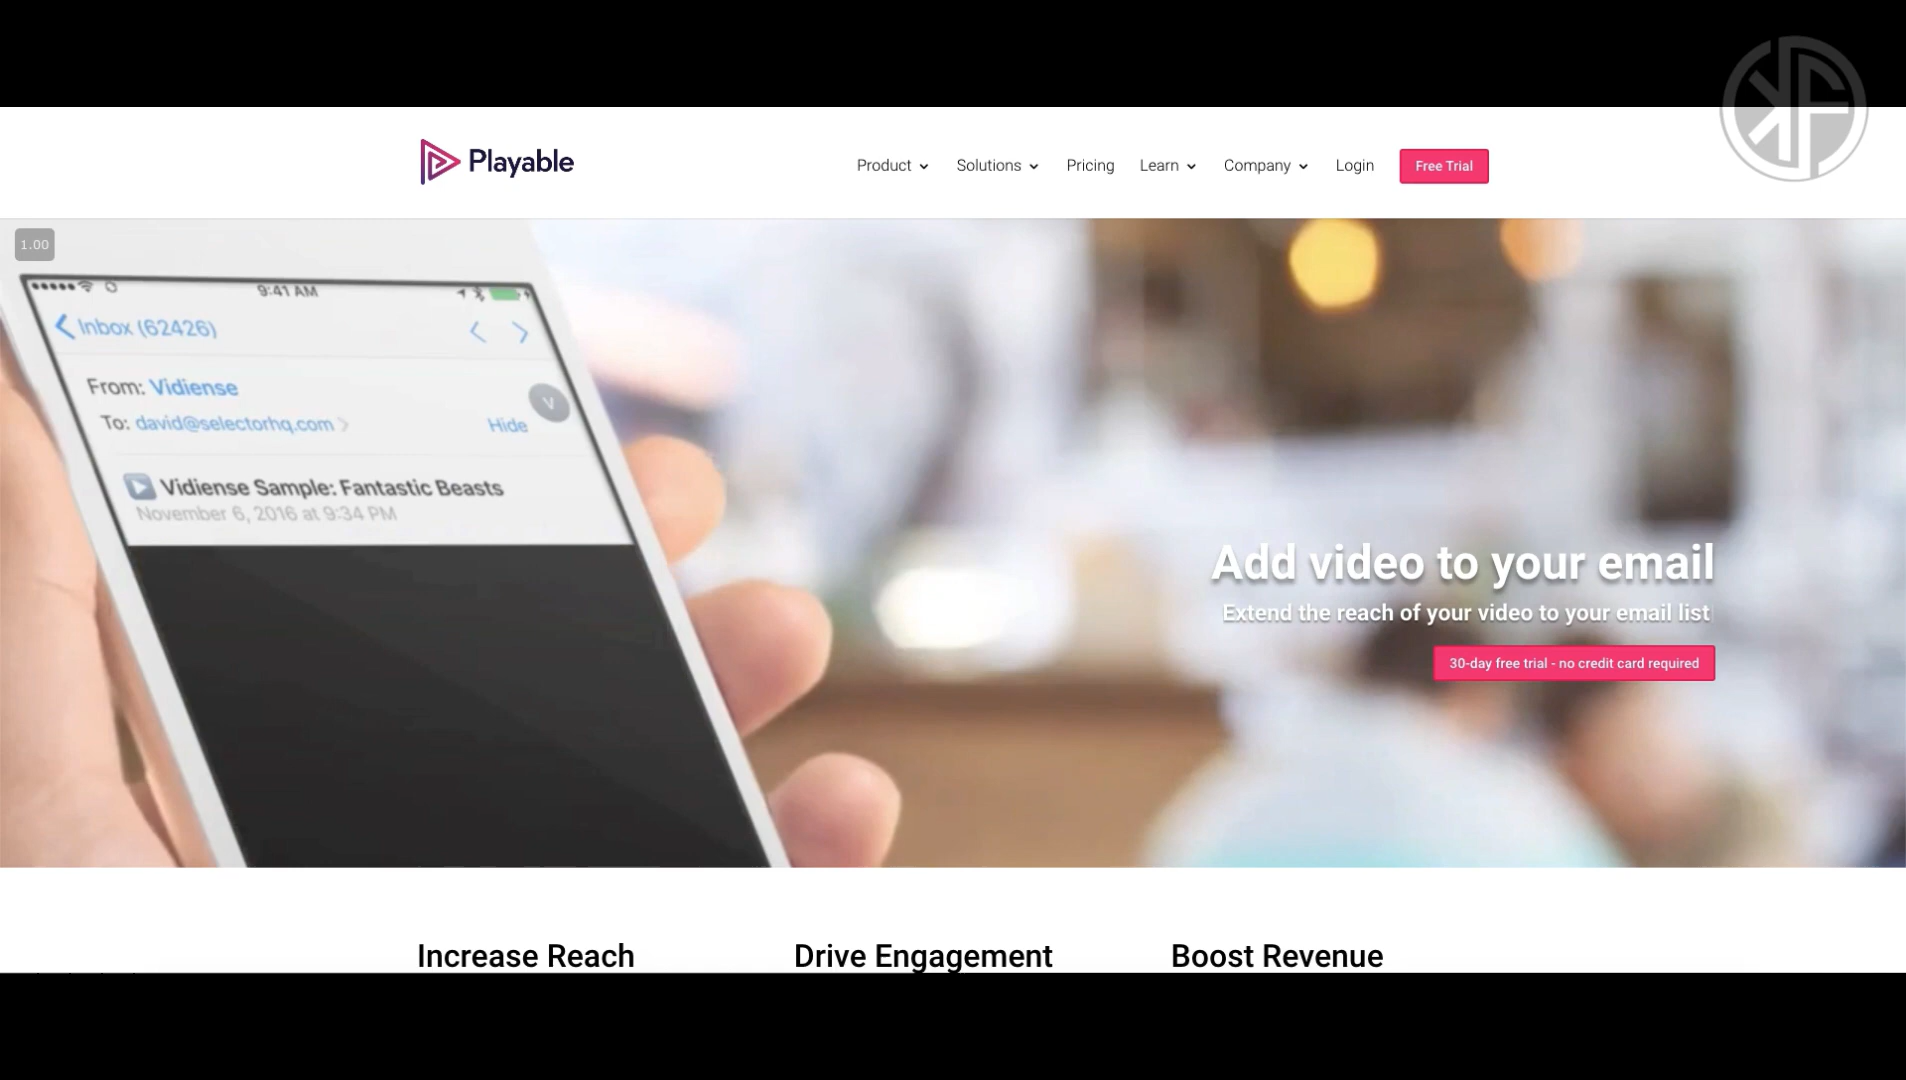 Playable
Product
Solutions
Pricing
Learn
Company
Login
Free Trial
1.00
9:41 AM
Inbox (62426)
From: Vidiense
V
To: david@selectorhq.com
Hide
Vidiense Sample: Fantastic Beasts
November 6, 2016 at 9:34 PM
Add video to your email
Extend the reach of your video to your email list
30-day free trial - no credit card required
Increase Reach
Drive Engagement
Boost Revenue